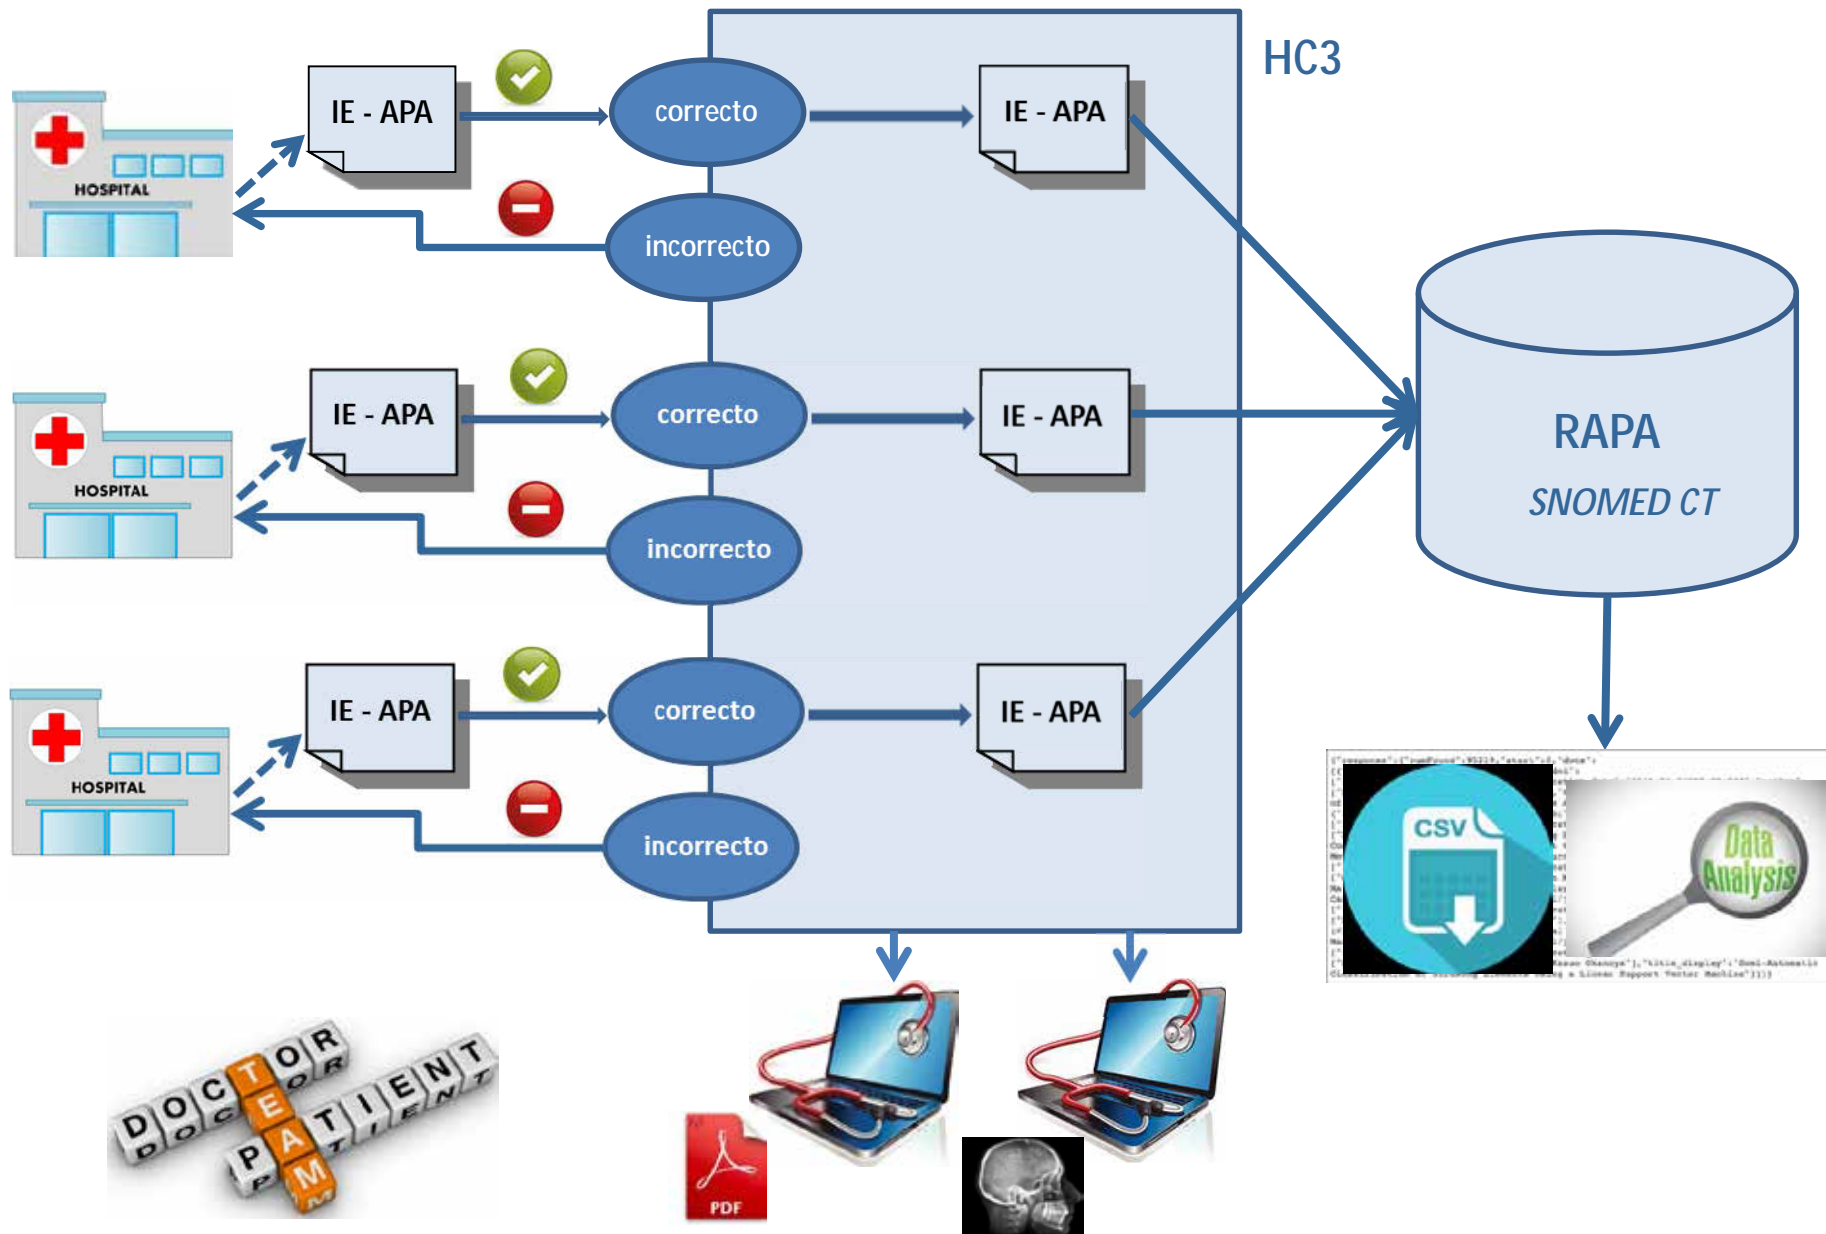 HC3
IE - APA
correcto
IE - APA
HOSPITAL
incorrecto
IE - APA
correcto
IE - APA
HOSPITAL
incorrecto
RAPA
SNOMED CT
IE - APA
correcto
IE - APA
HOSPITAL
incorrecto
CSV
Data
Analysis
DOCTOR
TEAM
PATIENT
PDF